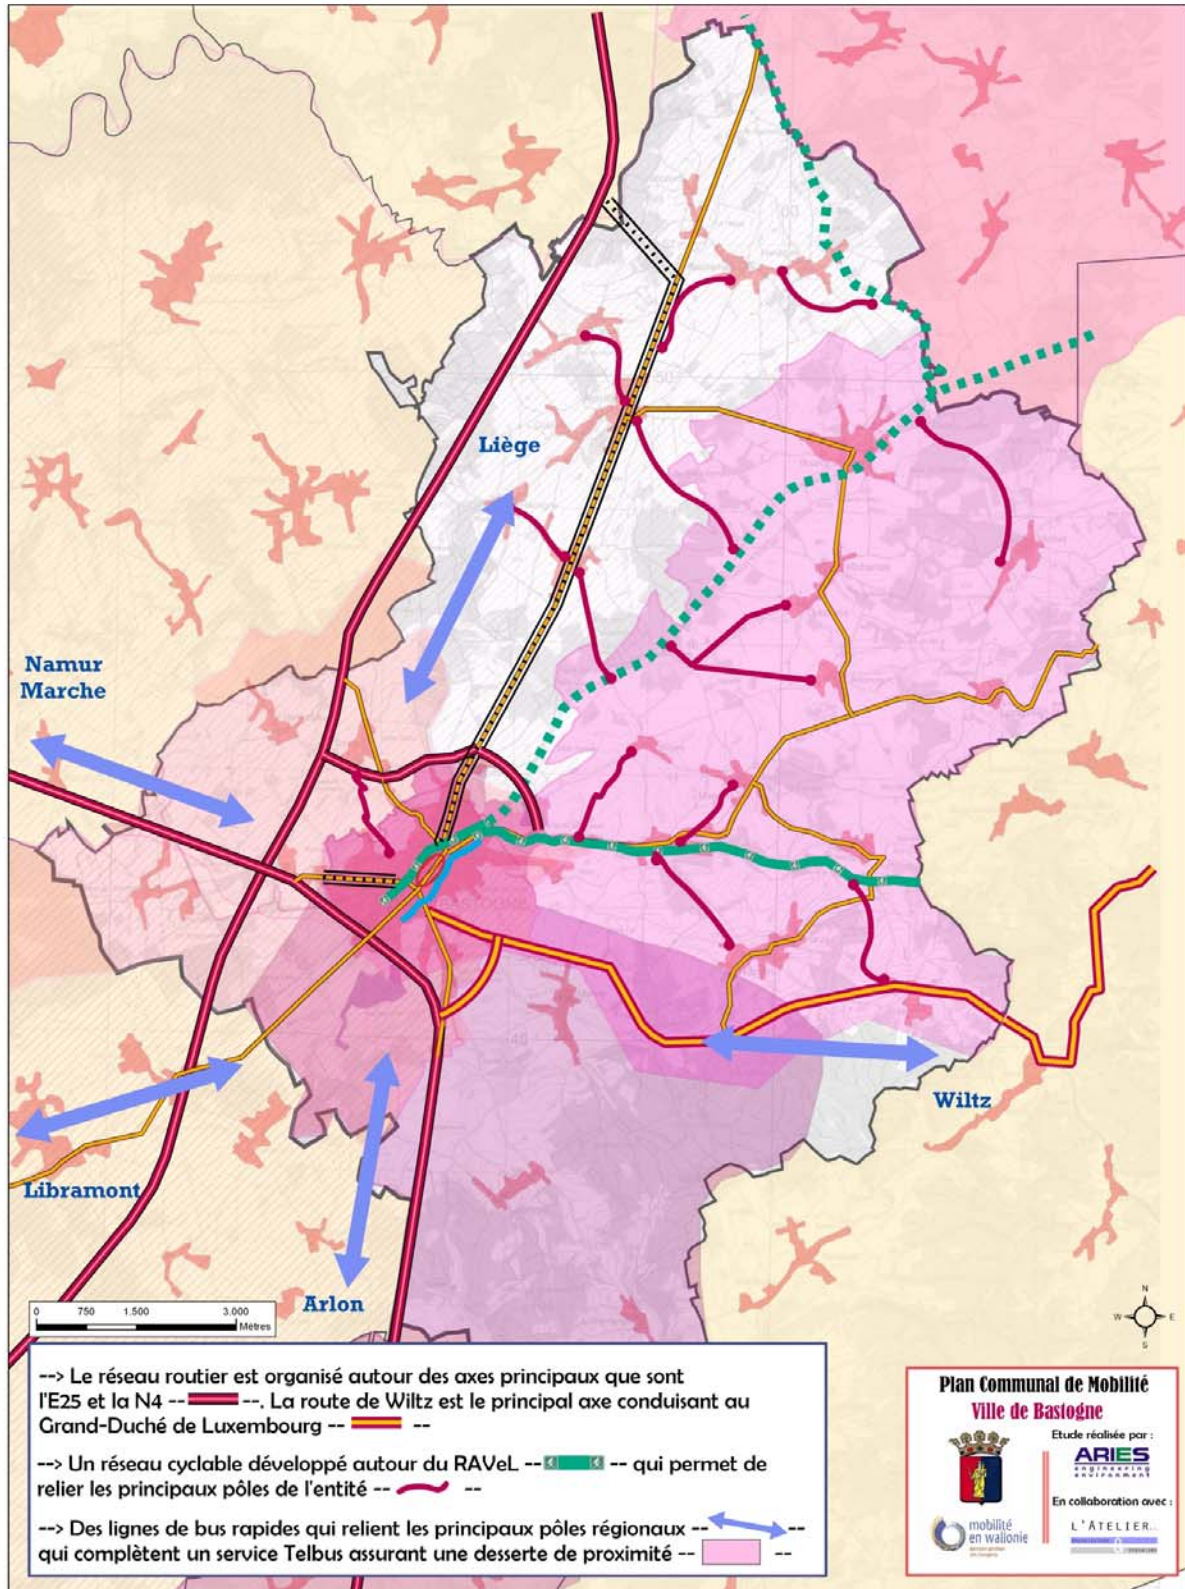 Liège
Namur
Marche
Wiltz
Libramont
Arlon
0 750 1.500 3.000
Mètres
N
W E
S
--> Le réseau routier est organisé autour des axes principaux que sont
l'E25 et la N4 -- --. La route de Wiltz est le principal axe conduisant au
Grand-Duché de Luxembourg -- --
--> Un réseau cyclable développé autour du RAVeL -- -- qui permet de
relier les principaux pôles de l'entité -- --
--> Des lignes de bus rapides qui relient les principaux pôles régionaux -- --
qui complètent un service Telbus assurant une desserte de proximité -- --
Plan Communal de Mobilité
Ville de Bastogne
Etude réalisée par :
ARIES
engineering
environment
En collaboration avec :
L'ATELIER
mobilité
en wallonie